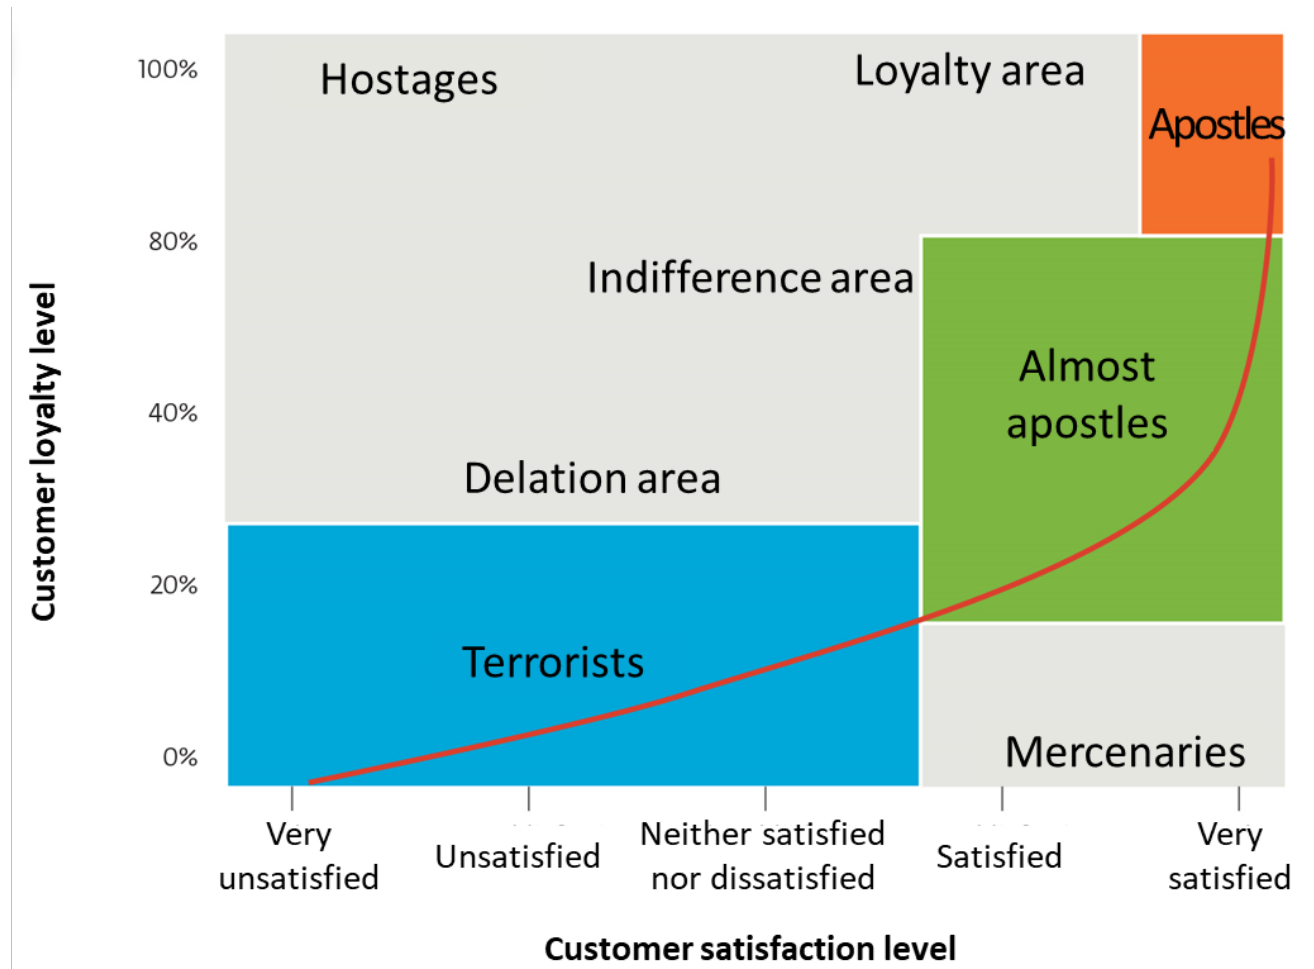 100%
Hostages
Loyalty area
Apostles
80%
Indifference area
Almost
apostles
40%
Delation area
20%
Terrorists
0%
Mercenaries
Customer loyalty level
Very
unsatisfied
Unsatisfied
Neither satisfied
nor dissatisfied
Satisfied
Very
satisfied
Customer satisfaction level